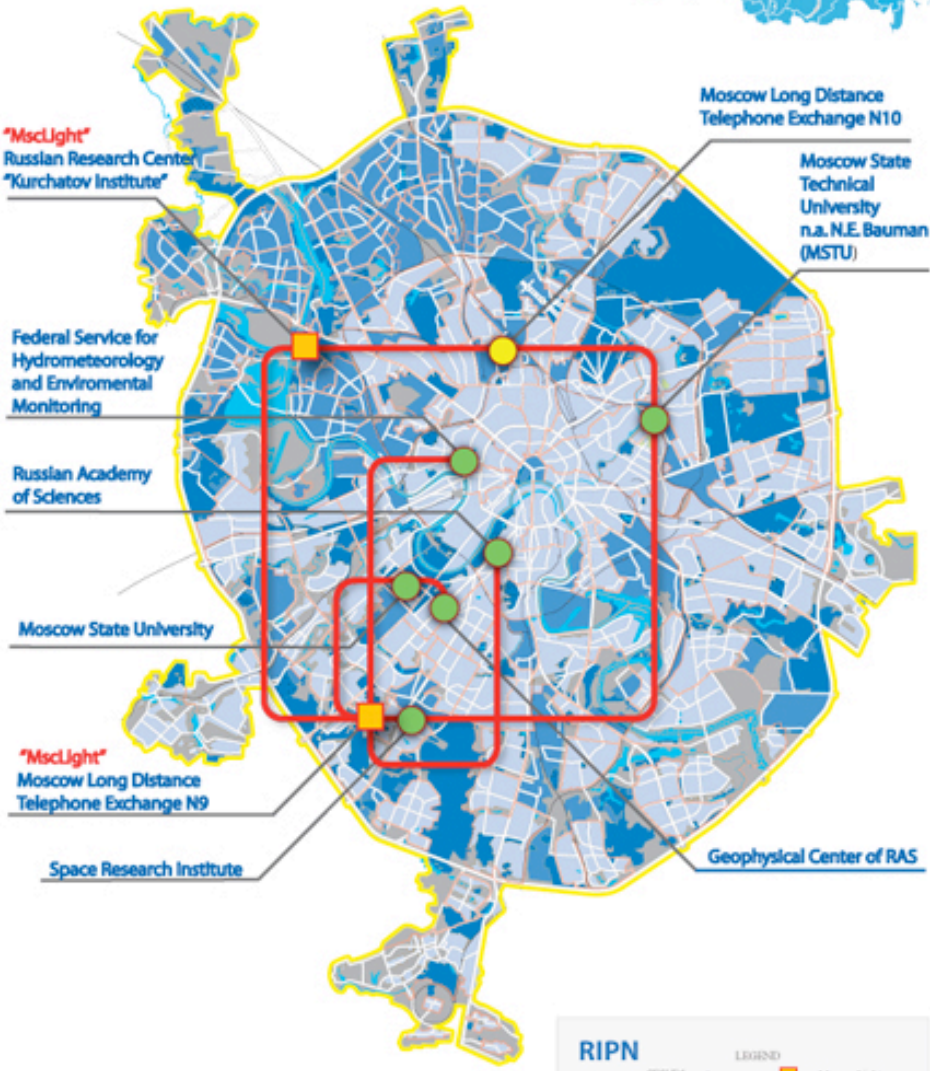 Moscow Long Distance
Telephone Exchange N10
"MscLight"
Russian Research Center
"Kurchatov Institute"
Moscow State
Technical
University
n.a. N.E. Bauman
(MSTU)
Federal Service for
Hydrometeorology
and Enviromental
Monitoring
Russian Academy
of Sciences
Moscow State University
"MscLight"
Moscow Long Distance
Telephone Exchange N9
Space Research Institute
Geophysical Center of RAS
RIPN
LEGEND